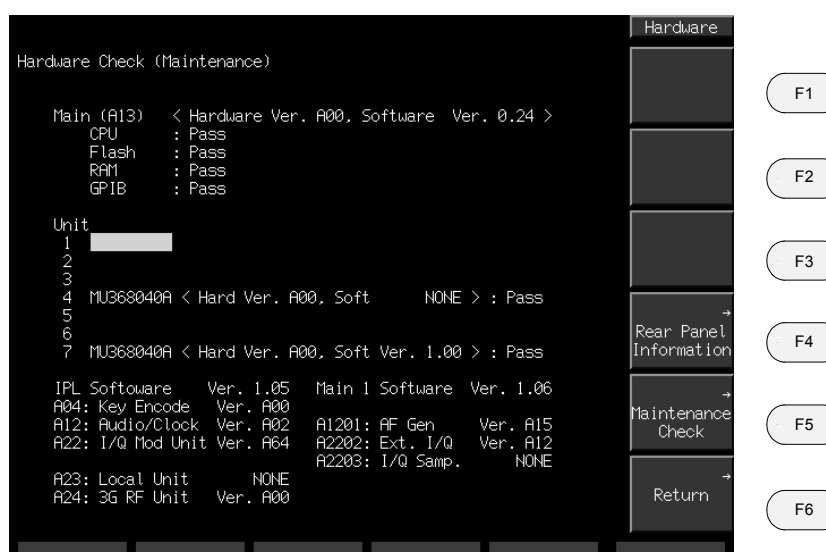 Hardware
Hardware Check (Maintenance)
Main (A13) < Hardware Ver. A00, Software Ver. 0.24 >
CPU : Pass
Flash : Pass
RAM : Pass
GPIB : Pass
Unit
1
2
3
4 MU368040A < Hard Ver. A00, Soft NONE > : Pass
5
6
7 MU368040A < Hard Ver. A00, Soft Ver. 1.00 > : Pass
IPL Softoware Ver. 1.05 Main 1 Software Ver. 1.06
A04: Key Encode Ver. A00
A12: Audio/Clock Ver. A02 A1201: AF Gen Ver. A15
A22: I/Q Mod Unit Ver. A64 A2202: Ext. I/Q Ver. A12
A2203: I/Q Samp. NONE
A23: Local Unit NONE
A24: 3G RF Unit Ver. A00
→
Rear Panel
Information
→
Maintenance
Check
→
Return
F1
F2
F3
F4
F5
F6